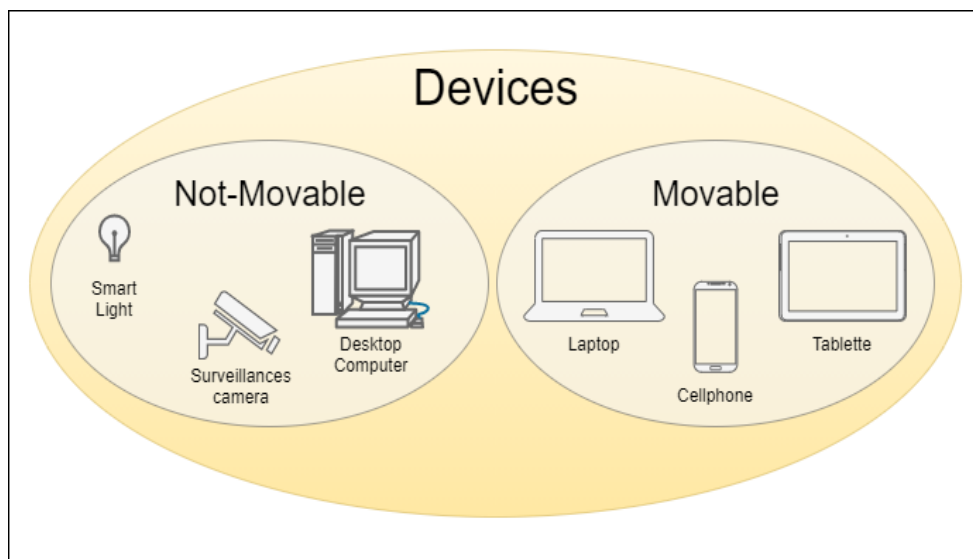 Devices
Not-Movable
Smart
Light
Surveillances
camera
Desktop
Computer
Movable
Laptop
Cellphone
Tablette